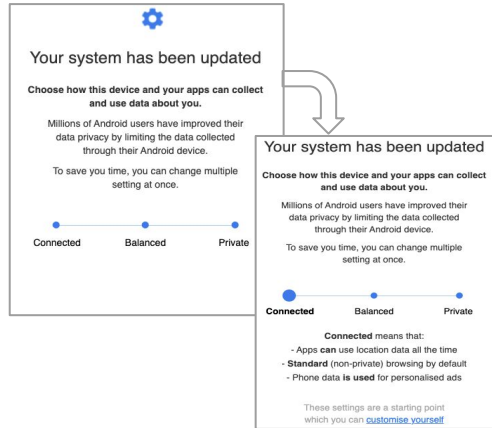 Your system has been updated
Choose how this device and your apps can collect
and use data about you.
Millions of Android users have improved their
data privacy by limiting the data collected
through their Android device.
To save you time, you can change multiple
setting at once.
Connected Balanced Private
Your system has been updated
Choose how this device and your apps can collect
and use data about you.
Millions of Android users have improved their
data privacy by limiting the data collected
through their Android device.
To save you time, you can change multiple
setting at once.
Connected Balanced Private
Connected means that:
- Apps can use location data all the time
- Standard (non-private) browsing by default
- Phone data is used for personalised ads
These settings are a starting point
which you can customise yourself